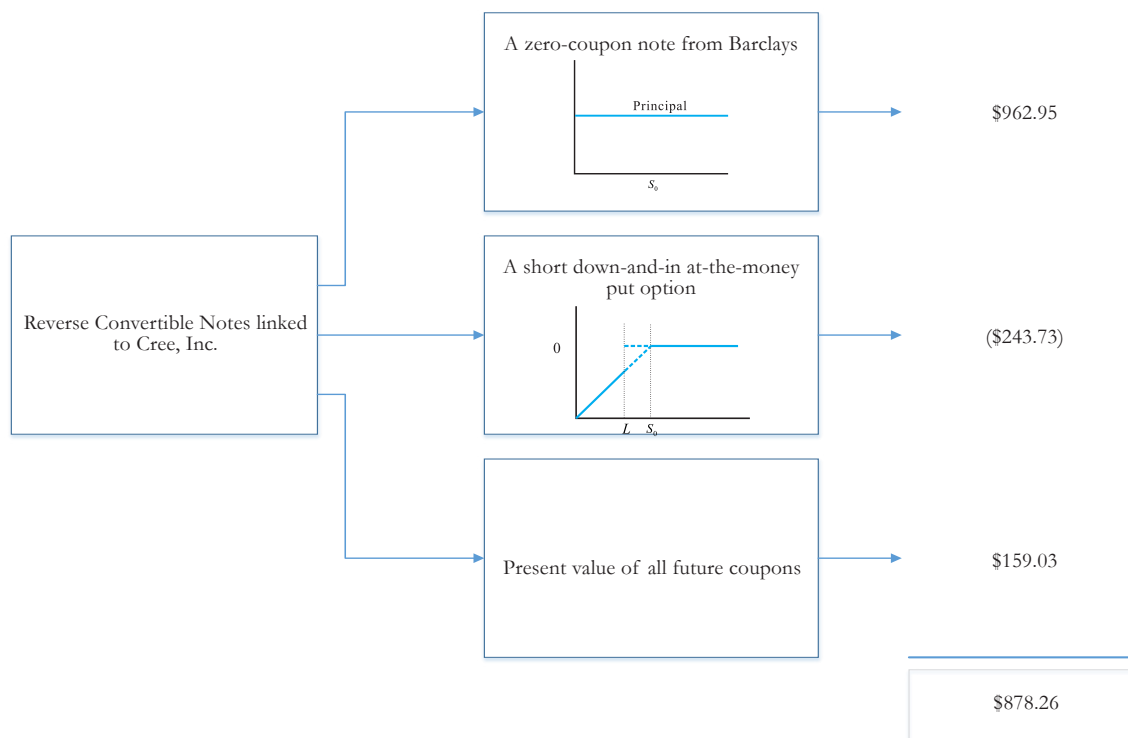 A zero-coupon note from Barclays
Principal
S₀
$962.95
Reverse Convertible Notes linked
to Cree, Inc.
A short down-and-in at-the-money
put option
0
L S₀
($243.73)
Present value of all future coupons
$159.03
$878.26